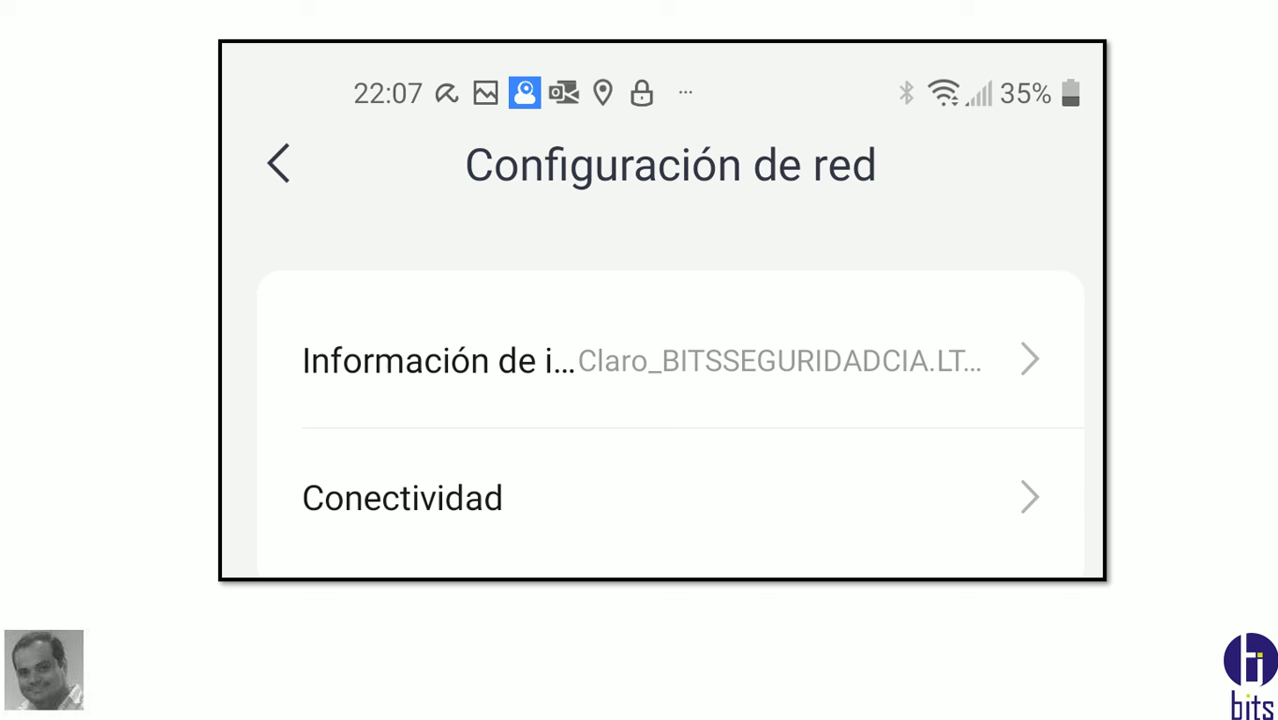 22:07 ... 35%
Configuración de red
Información de i... Claro_BITSSEGURIDADCIA.LT...
Conectividad
bits